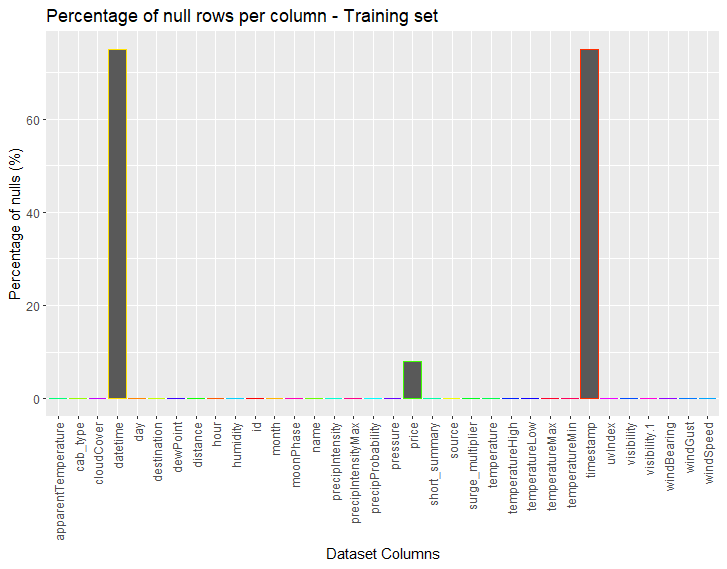 Percentage of null rows per column - Training set
Percentage of nulls (%)
60
40
20
0
apparentTemperature
cab_type
cloudCover
datetime
day
destination
dewPoint
distance
hour
humidity
id
month
moonPhase
name
precipIntensity
precipIntensityMax
precipProbability
pressure
price
short_summary
source
surge_multiplier
temperature
temperatureHigh
temperatureLow
temperatureMax
temperatureMin
timestamp
uvIndex
visibility
visibility.1
windBearing
windGust
windSpeed
Dataset Columns